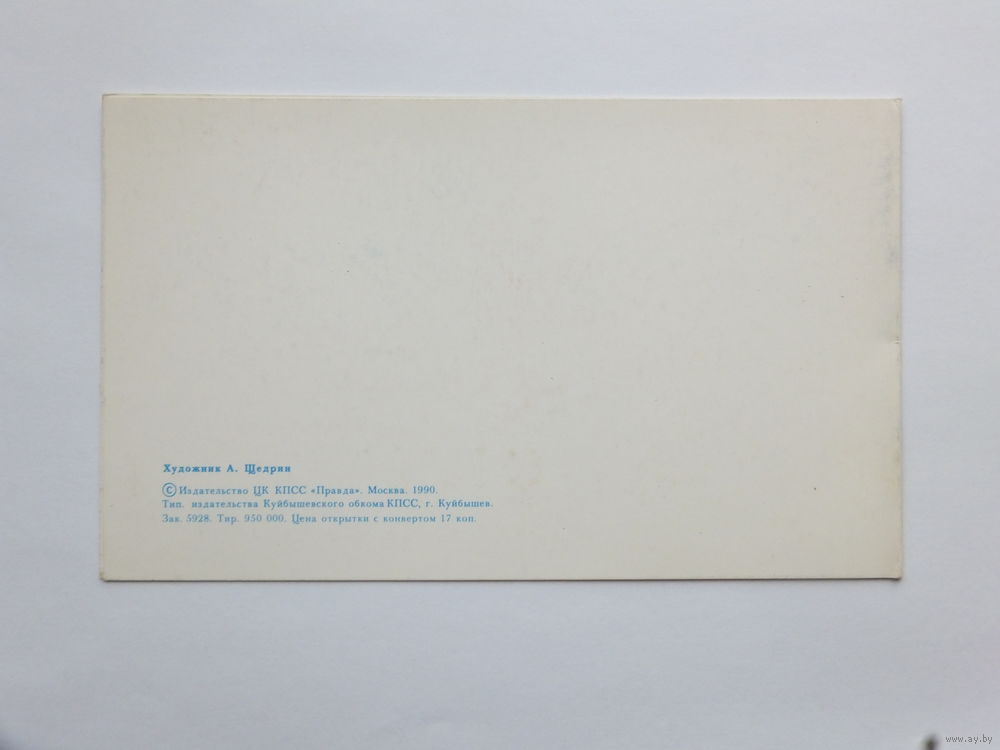 Художник А. Щедрин
© Издательство ЦК КПСС «Правда». Москва. 1990.
Тип. издательства Куйбышевского обкома КПСС, г. Куйбышев.
Зак. 5928. Тир. 950 000. Цена открытки с конвертом 17 коп.
www.ay.by